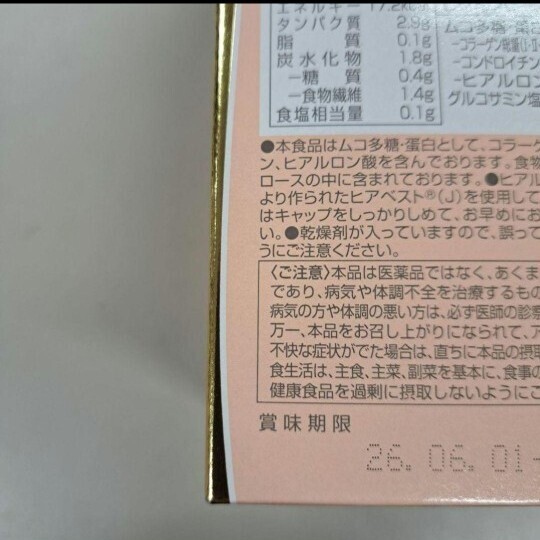 エネルギー 17.2kc
タンパク質 2.9g ムコ多糖・蛋白
脂質 0.1g -コラーゲン
炭水化物 1.8g -コンドロイチン
-糖質 0.4g -ヒアルロン
-食物繊維 1.4g グルコサミン塩
食塩相当量 0.1g
●本食品はムコ多糖・蛋白として、コラーゲ
ン、ヒアルロン酸を含んでおります。食物
ロースの中に含まれております。●ヒアル
より作られたヒアベスト®(J)を使用して
はキャップをしっかりしめて、お早めにお
い。●乾燥剤が入っていますので、誤って
うにご注意ください。
〈ご注意〉本品は医薬品ではなく、あくま
であり、病気や体調不全を治療するもの
病気の方や体調の悪い方は、必ず医師の診察
万一、本品をお召し上がりになられて、ア
不快な症状がでた場合は、直ちに本品の摂取
食生活は、主食、主菜、副菜を基本に、食事の
健康食品を過剰に摂取しないようにご
賞味期限
26. 06. 01